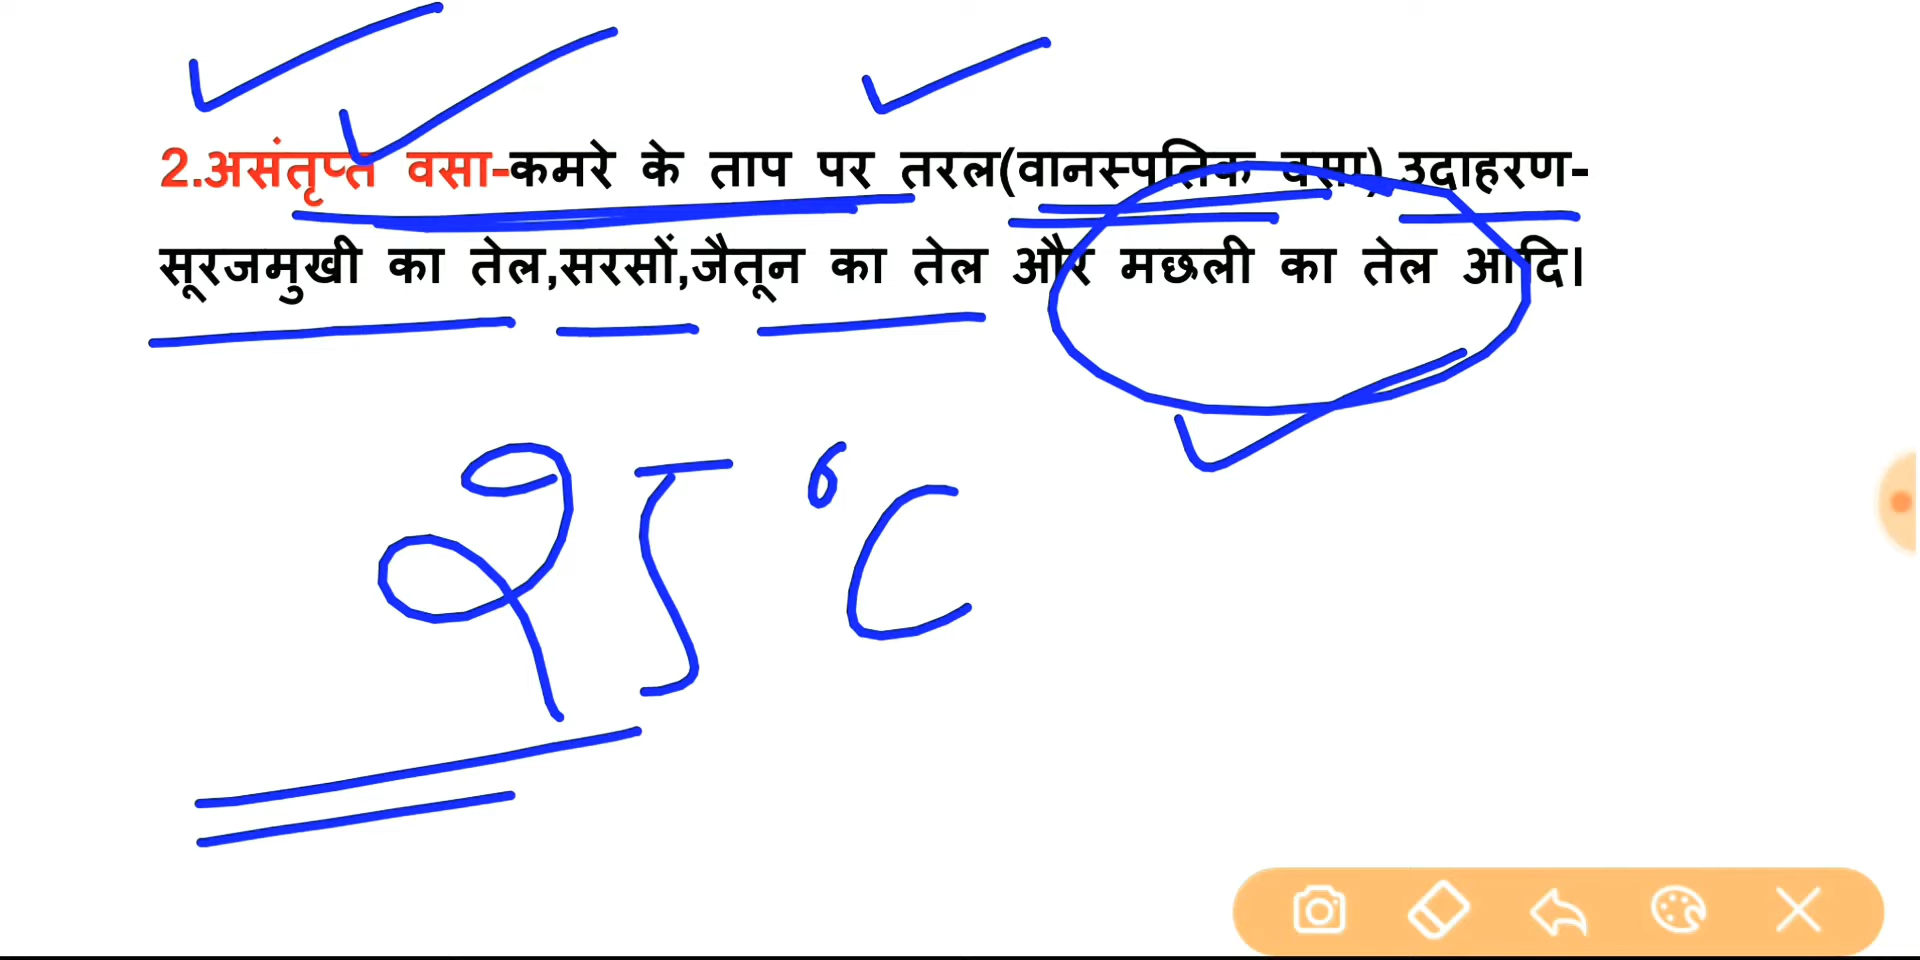 2.असंतृप्त वसा-कमरे के ताप पर तरल(वानस्पतिक वसा) उदाहरण-
सूरजमुखी का तेल,सरसों,जैतून का तेल और मछली का तेल आदि।
25 °C